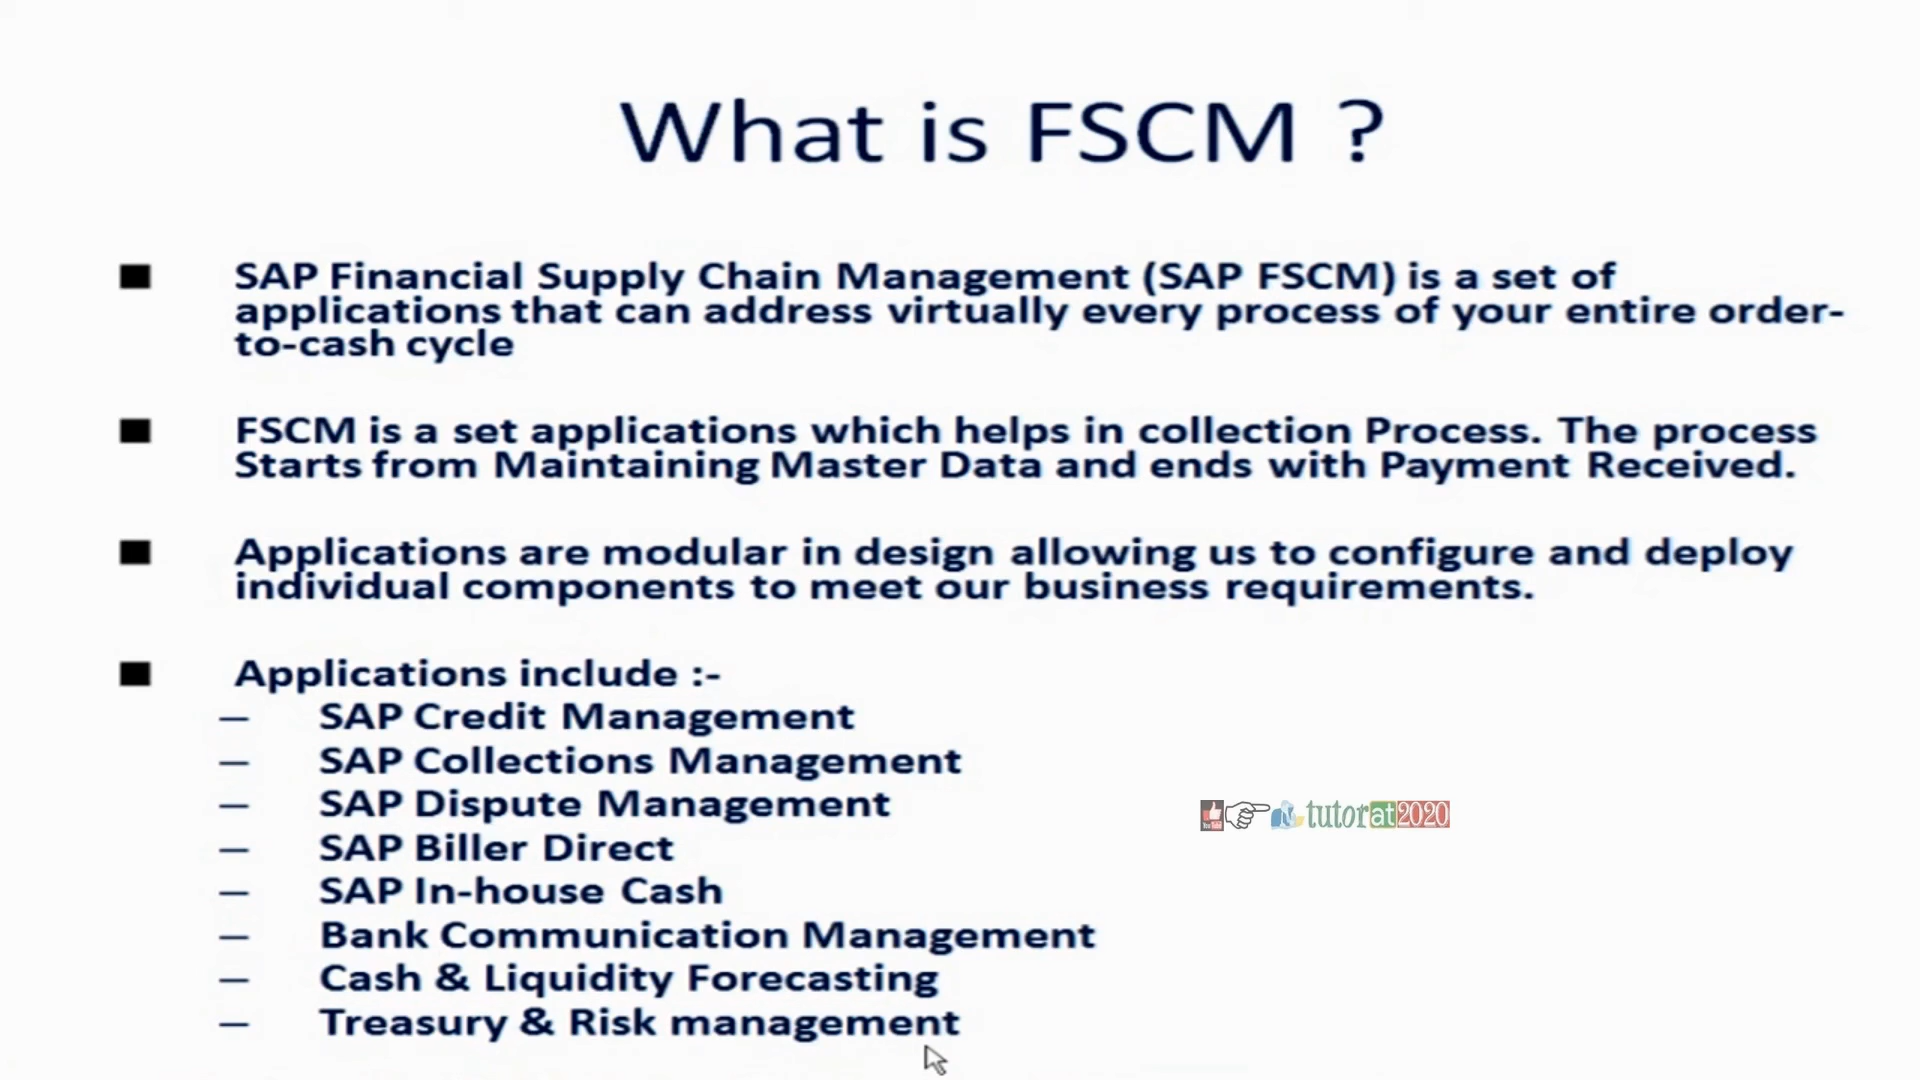 What is FSCM ?
SAP Financial Supply Chain Management (SAP FSCM) is a set of
applications that can address virtually every process of your entire order-
to-cash cycle
FSCM is a set applications which helps in collection Process. The process
Starts from Maintaining Master Data and ends with Payment Received.
Applications are modular in design allowing us to configure and deploy
individual components to meet our business requirements.
Applications include :-
– SAP Credit Management
– SAP Collections Management
– SAP Dispute Management
tutorat2020
– SAP Biller Direct
– SAP In-house Cash
– Bank Communication Management
– Cash & Liquidity Forecasting
– Treasury & Risk management